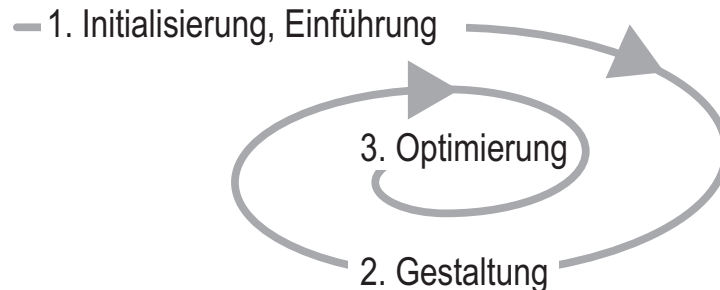 1. Initialisierung, Einführung
3. Optimierung
2. Gestaltung